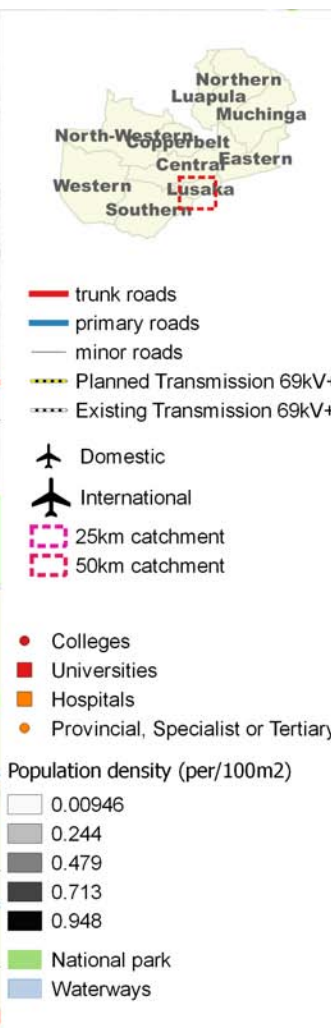 Northern
Luapula
Muchinga
North-Western
Copperbelt
Central
Eastern
Western
Lusaka
Southern
trunk roads
primary roads
minor roads
Planned Transmission 69kV+
Existing Transmission 69kV+
Domestic
International
25km catchment
50km catchment
Colleges
Universities
Hospitals
Provincial, Specialist or Tertiary
Population density (per/100m2)
0.00946
0.244
0.479
0.713
0.948
National park
Waterways